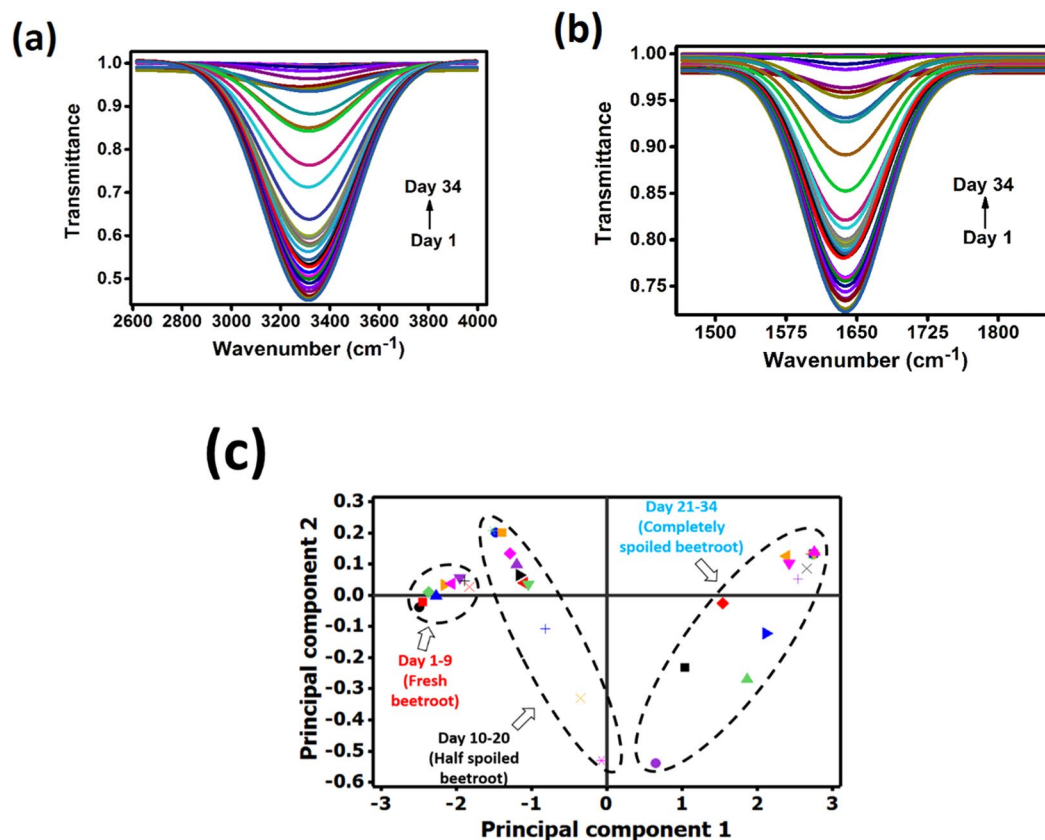 (a)
1.0
0.9
0.8
0.7
0.6
0.5
Transmittance
Day 34
Day 1
2600 2800 3000 3200 3400 3600 3800 4000
Wavenumber (cm⁻¹)
(b)
1.00
0.95
0.90
0.85
0.80
0.75
Transmittance
Day 34
Day 1
1500 1575 1650 1725 1800
Wavenumber (cm⁻¹)
(c)
0.3
0.2
0.1
0.0
-0.1
-0.2
-0.3
-0.4
-0.5
-0.6
Principal component 2
Day 21-34
(Completely
spoiled beetroot)
Day 1-9
(Fresh
beetroot)
Day 10-20
(Half spoiled
beetroot)
-3 -2 -1 0 1 2 3
Principal component 1